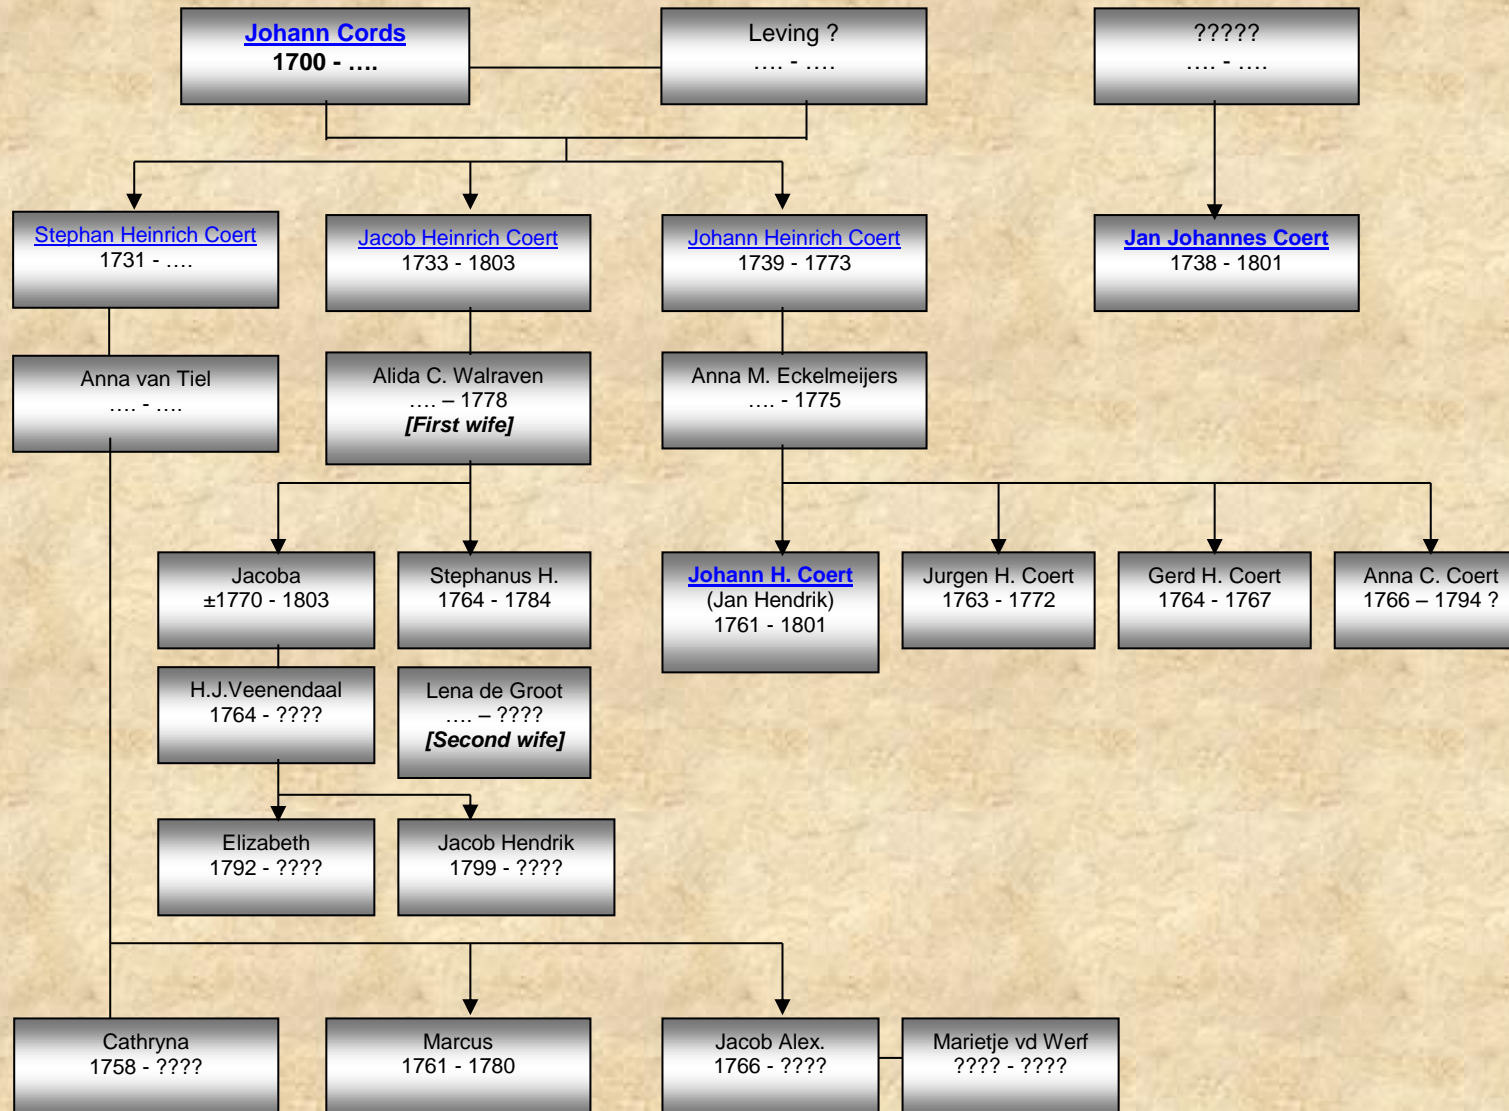 Johann Cords
1700 - ....
Leving ?
.... - ....
?????
.... - ....
Stephan Heinrich Coert
1731 - ....
Jacob Heinrich Coert
1733 - 1803
Johann Heinrich Coert
1739 - 1773
Jan Johannes Coert
1738 - 1801
Anna van Tiel
.... - ....
Alida C. Walraven
.... – 1778
[First wife]
Anna M. Eckelmeijers
.... - 1775
Jacoba
±1770 - 1803
Stephanus H.
1764 - 1784
Johann H. Coert
(Jan Hendrik)
1761 - 1801
Jurgen H. Coert
1763 - 1772
Gerd H. Coert
1764 - 1767
Anna C. Coert
1766 – 1794 ?
H.J.Veenendaal
1764 - ????
Lena de Groot
.... – ????
[Second wife]
Elizabeth
1792 - ????
Jacob Hendrik
1799 - ????
Cathryna
1758 - ????
Marcus
1761 - 1780
Jacob Alex.
1766 - ????
Marietje vd Werf
???? - ????